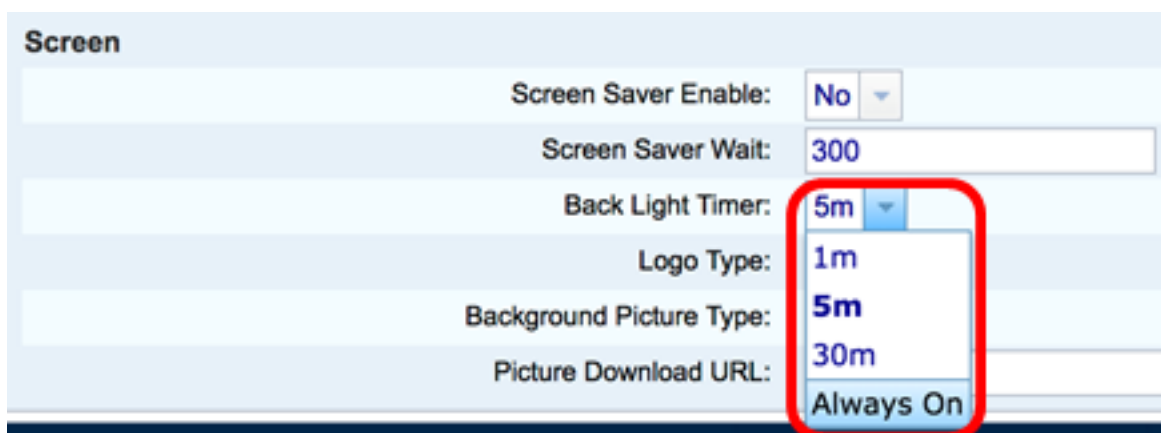 Screen
Screen Saver Enable: No
Screen Saver Wait: 300
Back Light Timer: 5m
Logo Type: 1m
Background Picture Type: 5m
30m
Picture Download URL:
Always On